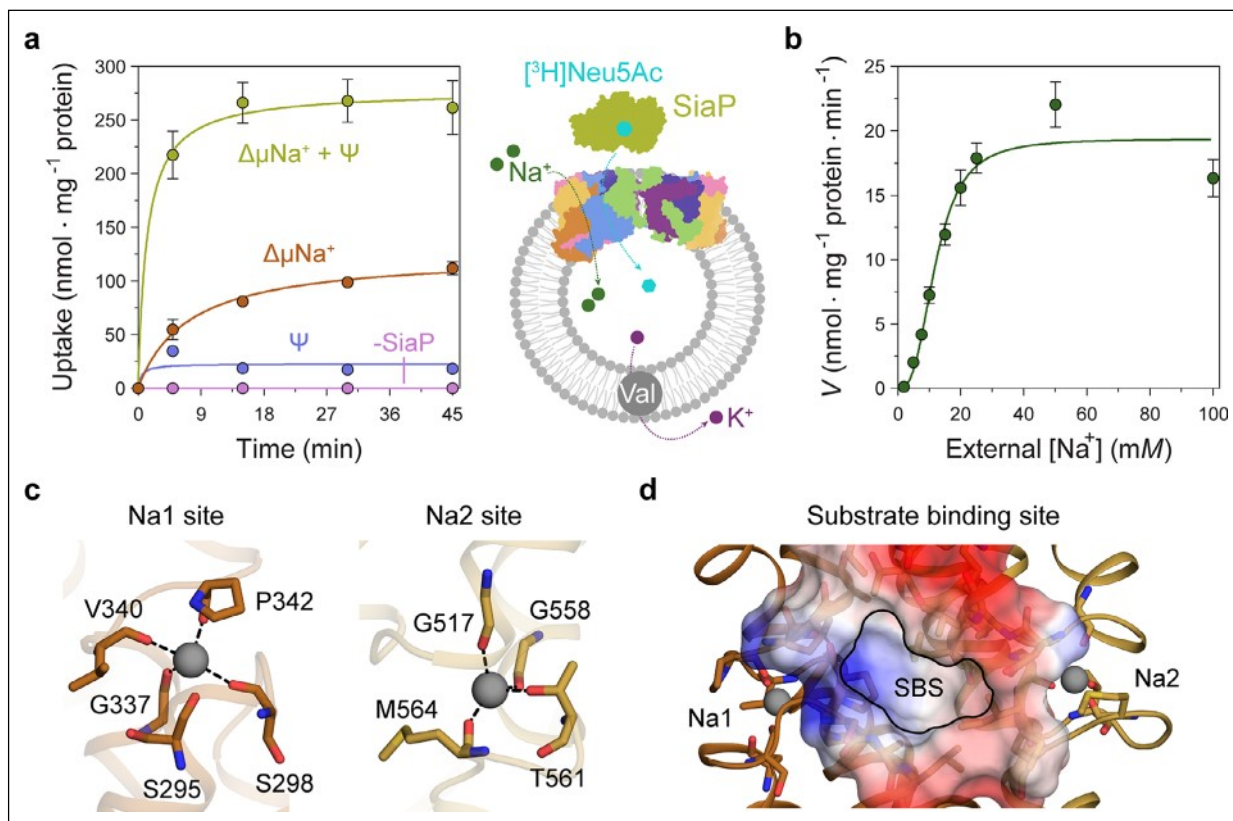 a
300
250
200
150
100
50
0
Uptake (nmol · mg⁻¹ protein)
ΔμNa⁺ + Ψ
ΔμNa⁺
Ψ
-SiaP
0 9 18 27 36 45
Time (min)
[³H]Neu5Ac
SiaP
Na⁺
Val
K⁺
b
25
20
15
10
5
0
V (nmol · mg⁻¹ protein · min⁻¹)
0 20 40 60 80 100
External [Na⁺] (mM)
c
Na1 site
V340
P342
G337
S295
S298
Na2 site
G517
G558
M564
T561
d
Substrate binding site
SBS
Na1
Na2